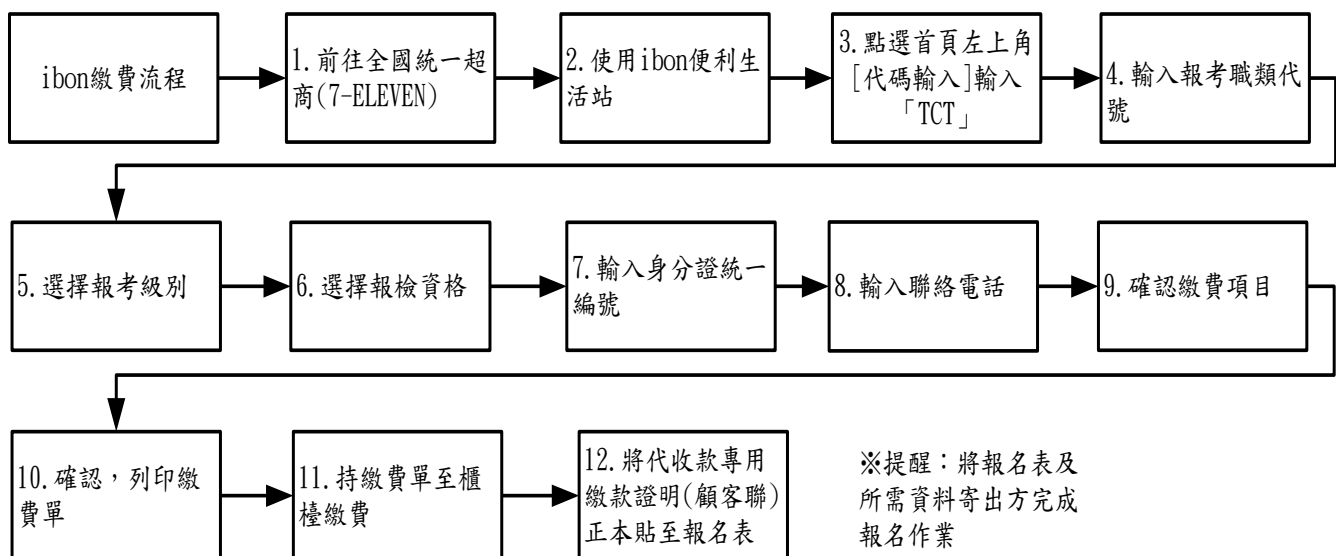 ibon繳費流程
1.前往全國統一超
商(7-ELEVEN)
2.使用ibon便利生
活站
3.點選首頁左上角
[代碼輸入]輸入
「TCT」
4.輸入報考職類代
號
5.選擇報考級別
6.選擇報檢資格
7.輸入身分證統一
編號
8.輸入聯絡電話
9.確認繳費項目
10.確認，列印繳
費單
11.持繳費單至櫃
檯繳費
12.將代收款專用
繳款證明(顧客聯)
正本貼至報名表
※提醒：將報名表及
所需資料寄出方完成
報名作業